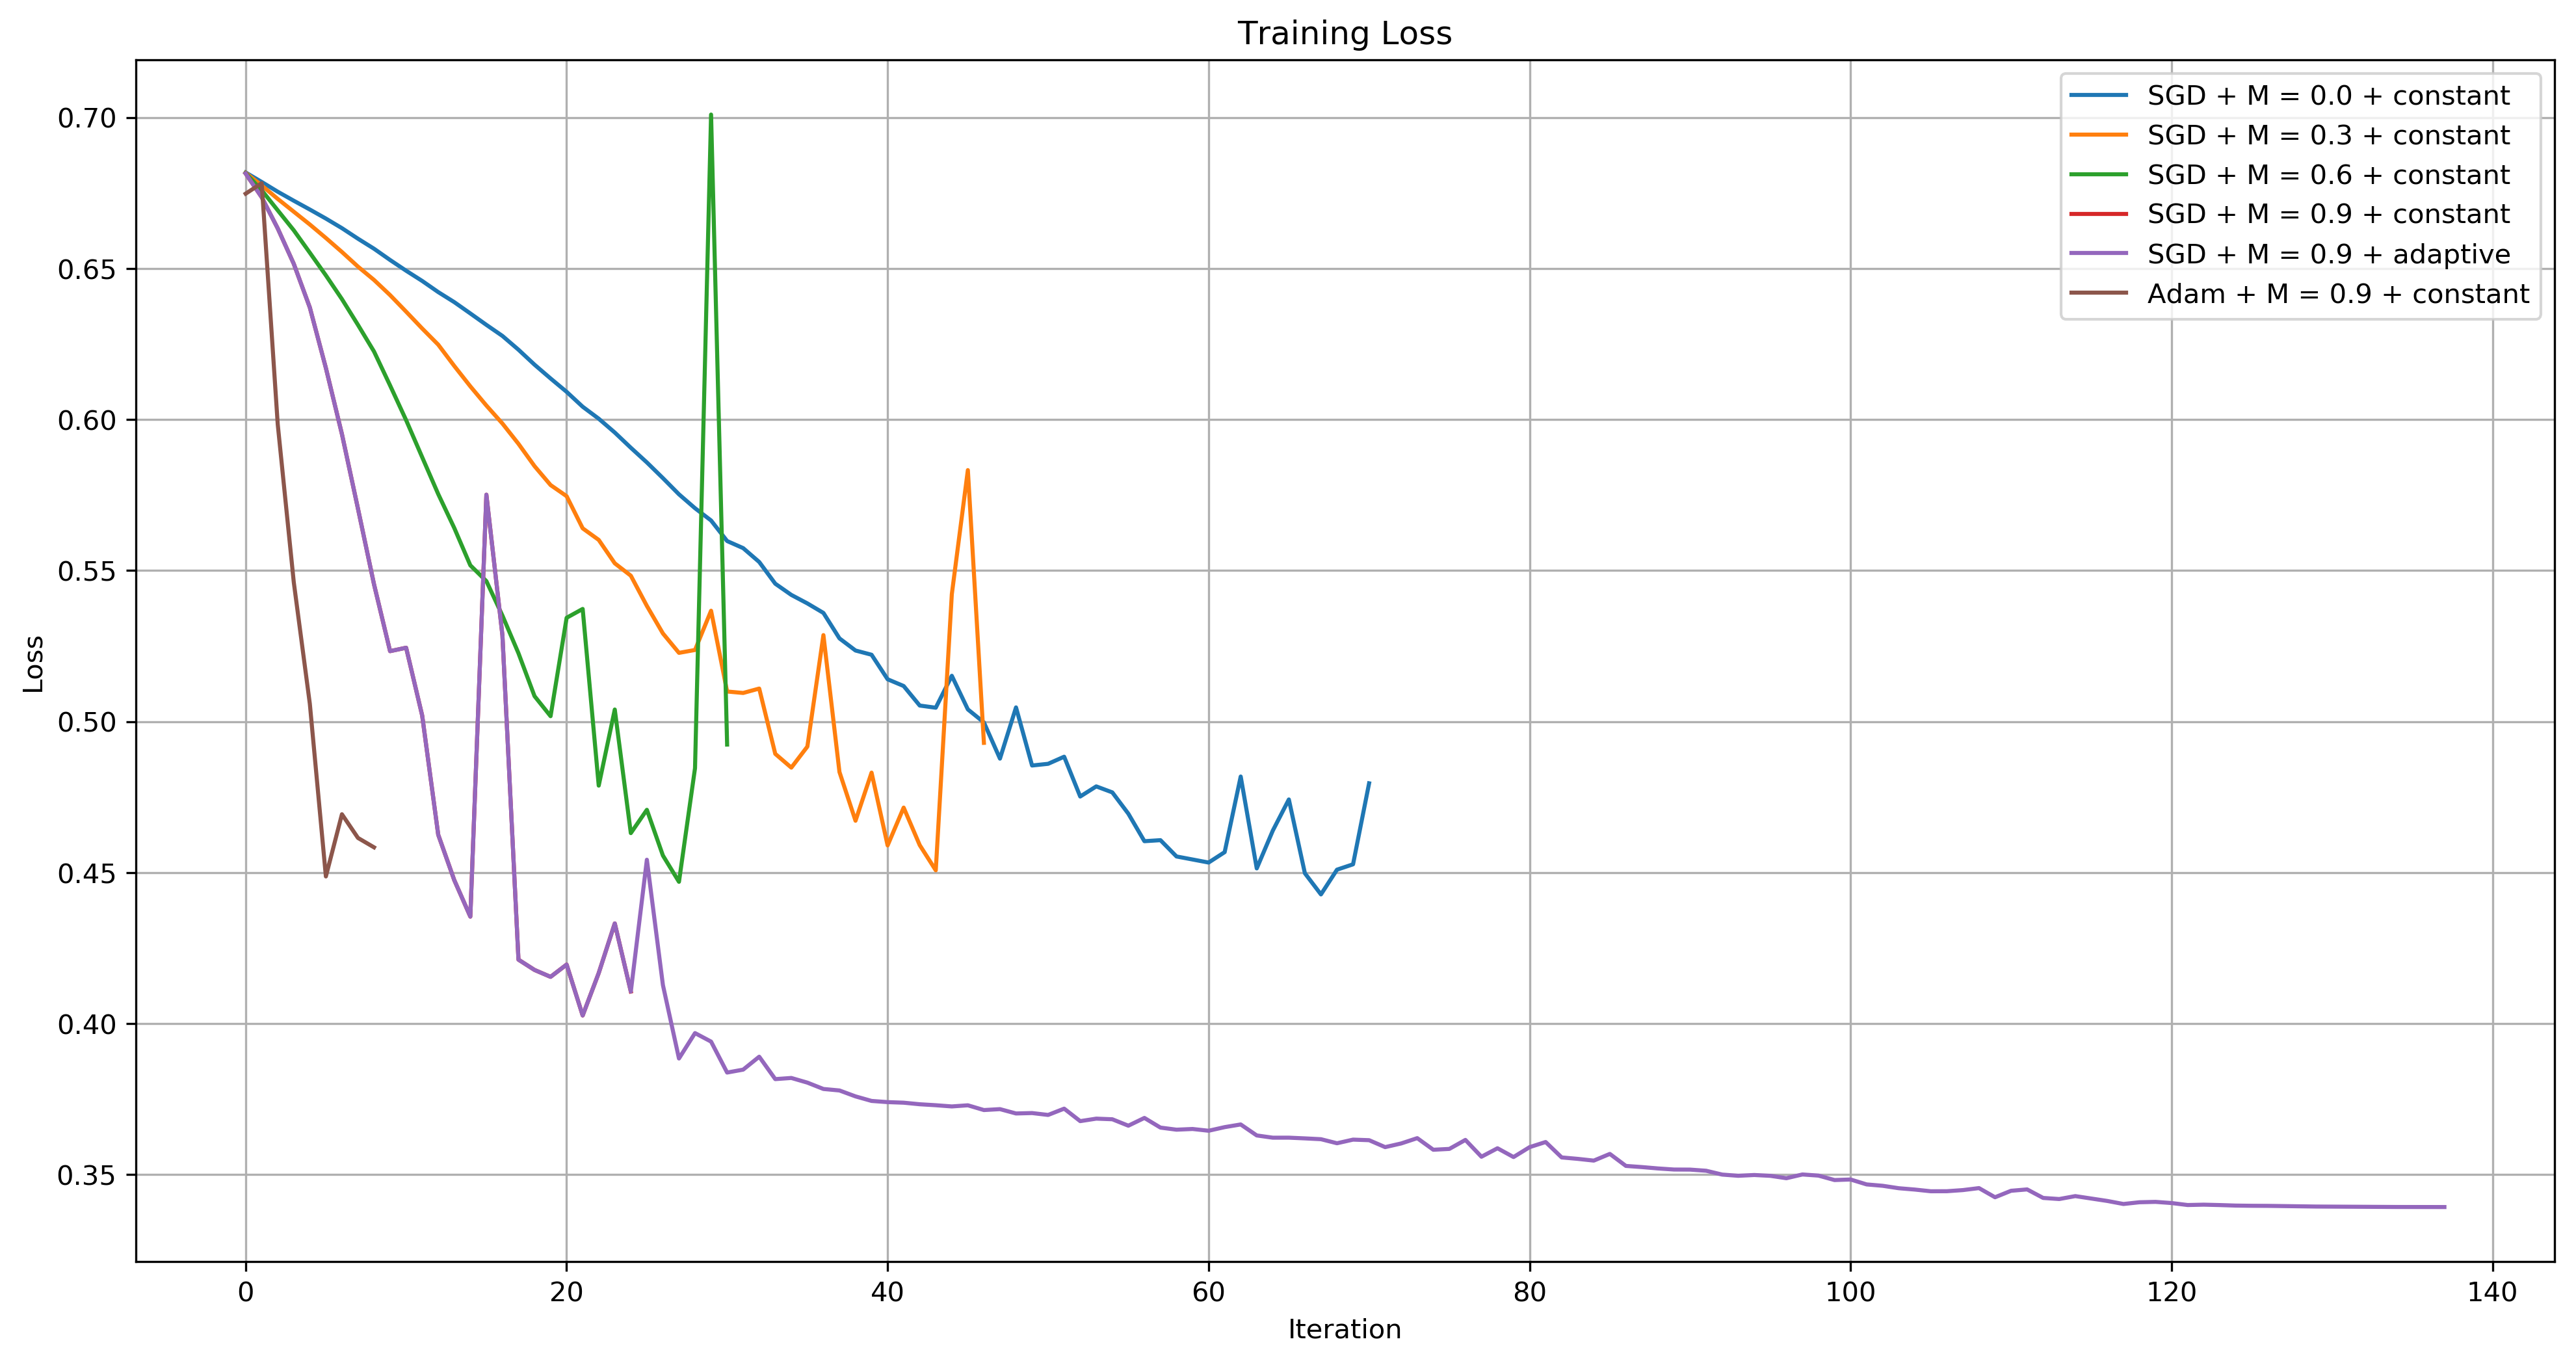 Training Loss
SGD + M = 0.0 + constant
SGD + M = 0.3 + constant
SGD + M = 0.6 + constant
SGD + M = 0.9 + constant
SGD + M = 0.9 + adaptive
Adam + M = 0.9 + constant
0.70
0.65
0.60
0.55
0.50
0.45
0.40
0.35
Loss
0 20 40 60 80 100 120 140
Iteration